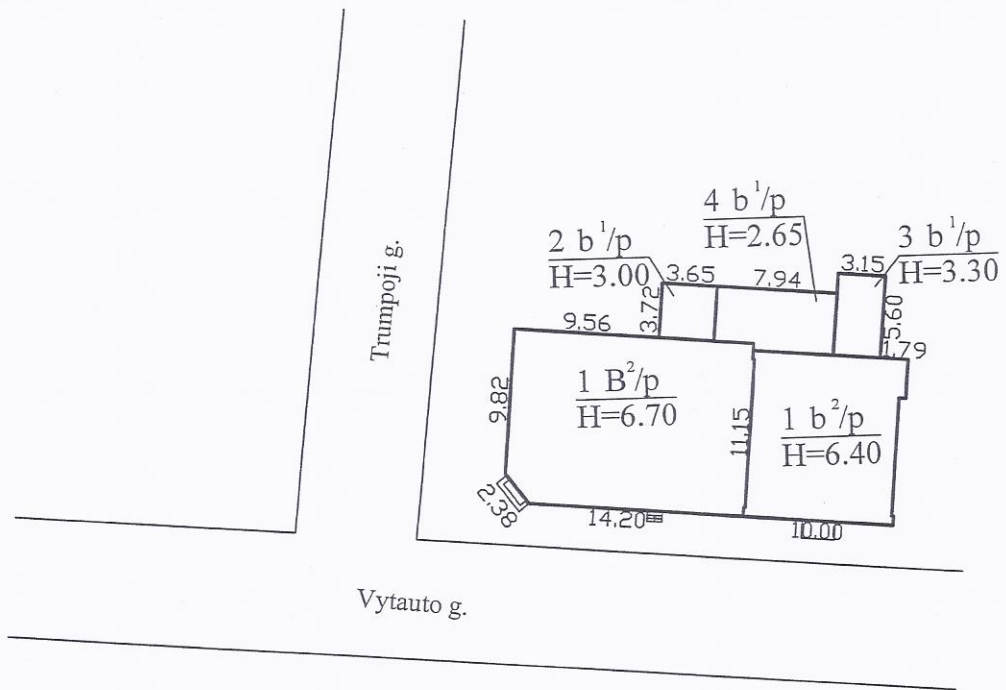 4 b¹/p
H=2.65
2 b¹/p
H=3.00
3 b¹/p
H=3.30
3.65
7.94
3.15
3.72
5.60
1.79
9.56
9.82
1 B²/p
H=6.70
11.15
1 b²/p
H=6.40
2.38
14.20
10.00
Trumpoji g.
Vytauto g.